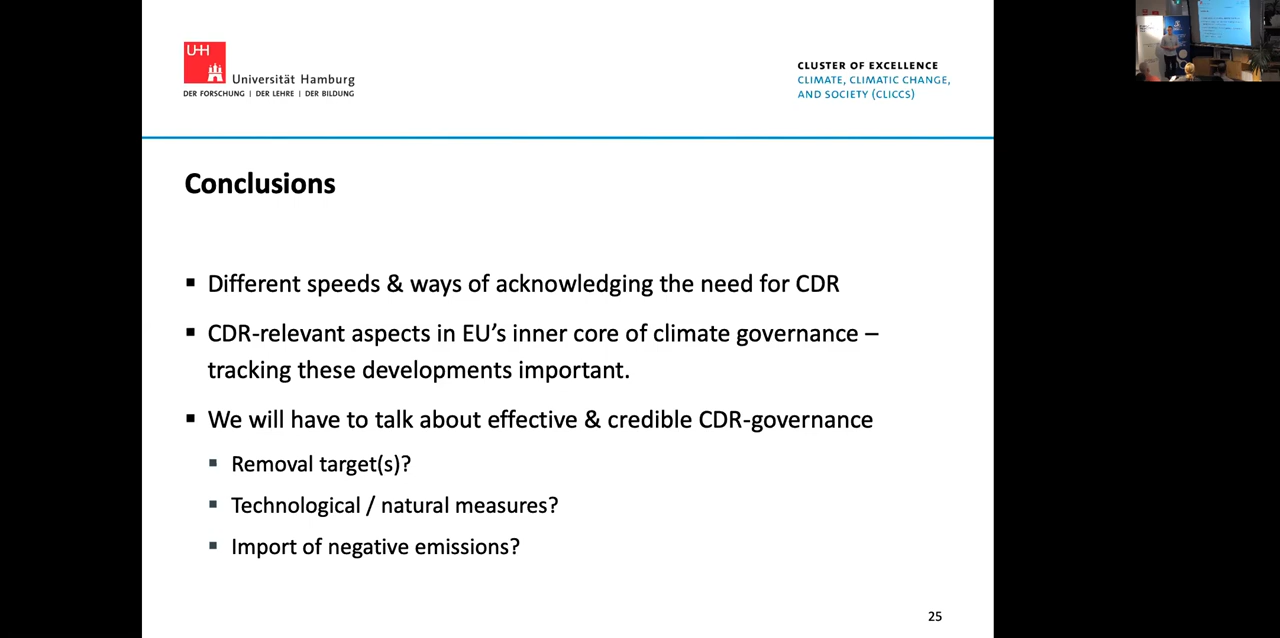 UHH
Universität Hamburg
DER FORSCHUNG | DER LEHRE | DER BILDUNG
CLUSTER OF EXCELLENCE
CLIMATE, CLIMATIC CHANGE,
AND SOCIETY (CLICCS)
Conclusions
▪ Different speeds & ways of acknowledging the need for CDR
▪ CDR-relevant aspects in EU’s inner core of climate governance –
tracking these developments important.
▪ We will have to talk about effective & credible CDR-governance
▪ Removal target(s)?
▪ Technological / natural measures?
▪ Import of negative emissions?
25